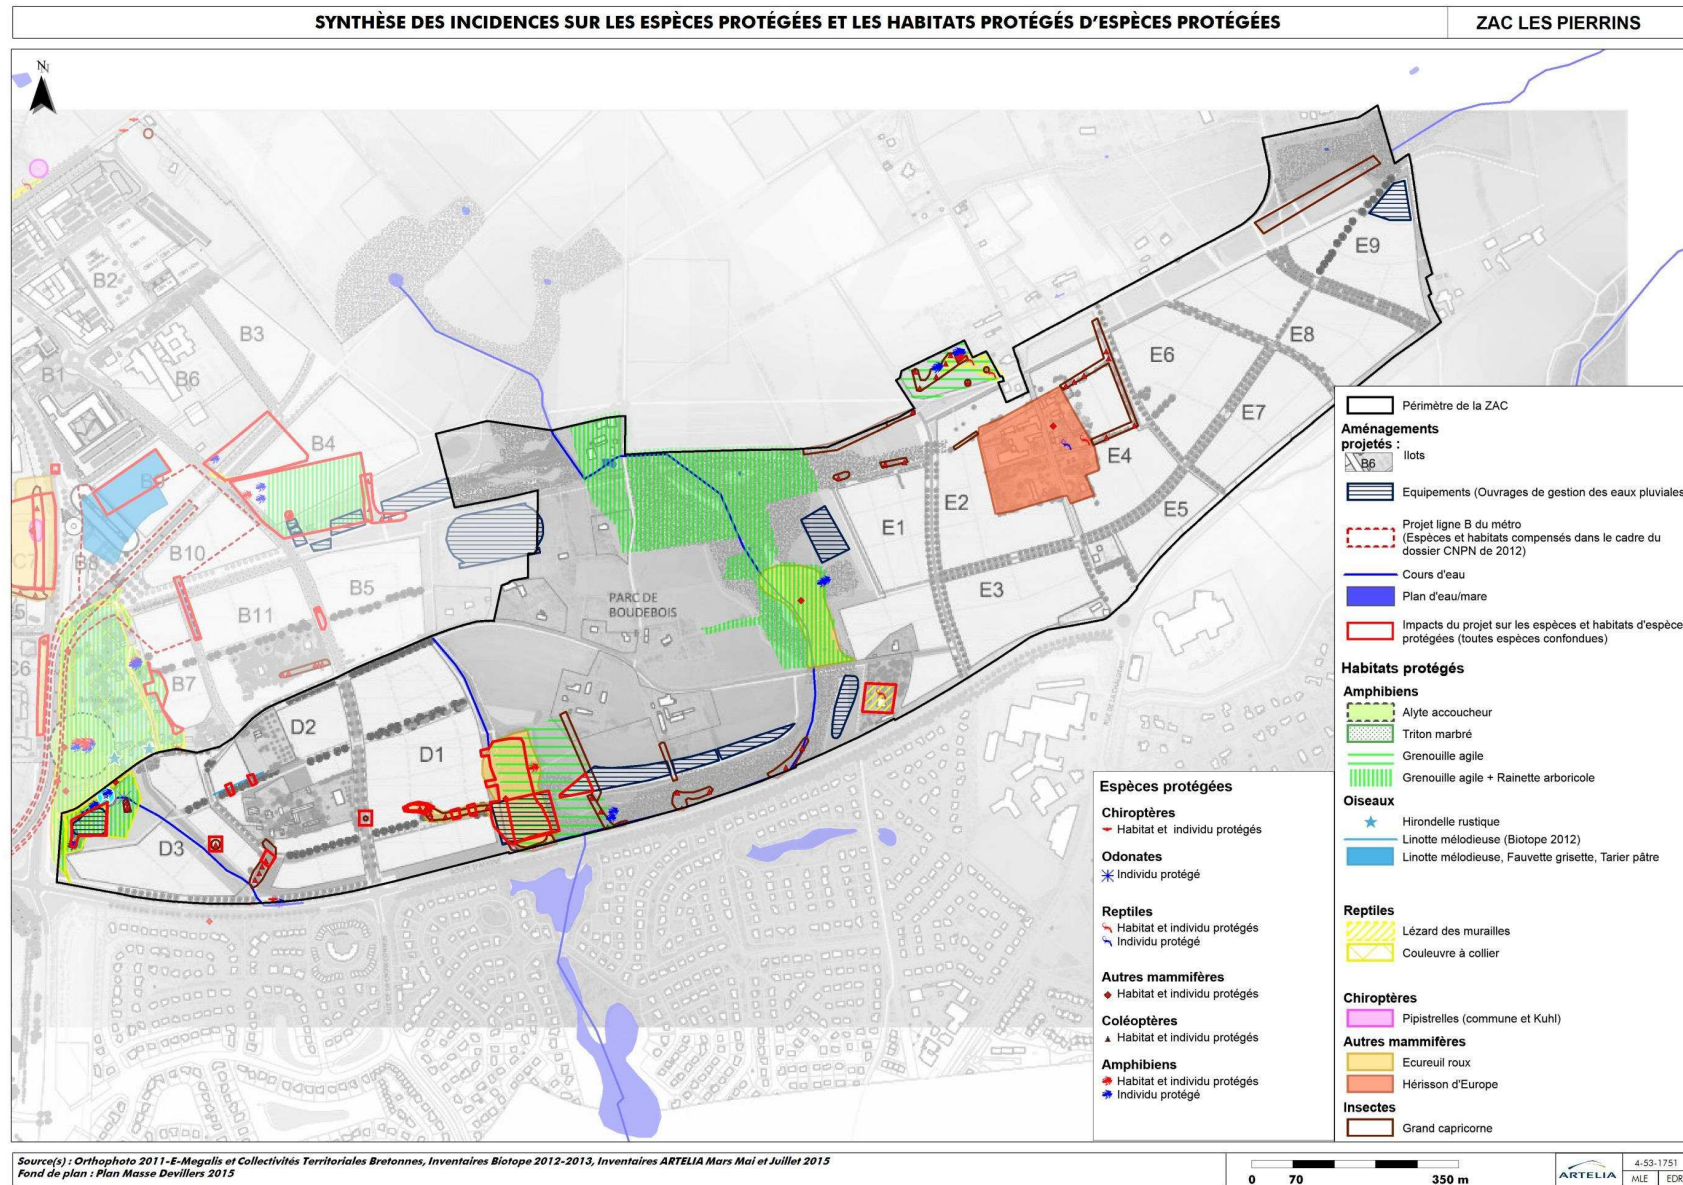 SYNTHÈSE DES INCIDENCES SUR LES ESPÈCES PROTÉGÉES ET LES HABITATS PROTÉGÉS D'ESPÈCES PROTÉGÉES
ZAC LES PIERRINS
N
B2
B3
B1
B6
B4
B8
B10
B5
B11
B7
C7
C6
PARC DE
BOUDEBOIS
D2
D1
D3
E1
E2
E3
E4
E5
E6
E7
E8
E9
Périmètre de la ZAC
Aménagements
projetés :
B6
Ilots
Equipements (Ouvrages de gestion des eaux pluviales
Projet ligne B du métro
(Espèces et habitats compensés dans le cadre du
dossier CNPN de 2012)
Cours d'eau
Plan d'eau/mare
Impacts du projet sur les espèces et habitats d'espèce
protégées (toutes espèces confondues)
Habitats protégés
Amphibiens
Alyte accoucheur
Triton marbré
Grenouille agile
Grenouille agile + Rainette arboricole
Oiseaux
Hirondelle rustique
Linotte mélodieuse (Biotope 2012)
Linotte mélodieuse, Fauvette grisette, Tarier pâtre
Reptiles
Lézard des murailles
Couleuvre à collier
Chiroptères
Pipistrelles (commune et Kuhl)
Autres mammifères
Ecureuil roux
Hérisson d'Europe
Insectes
Grand capricorne
Espèces protégées
Chiroptères
Habitat et individu protégés
Odonates
Individu protégé
Reptiles
Habitat et individu protégés
Individu protégé
Autres mammifères
Habitat et individu protégés
Coléoptères
Habitat et individu protégés
Amphibiens
Habitat et individu protégés
Individu protégé
Source(s) : Orthophoto 2011-E-Megalis et Collectivités Territoriales Bretonnes, Inventaires Biotope 2012-2013, Inventaires ARTELIA Mars Mai et Juillet 2015
Fond de plan : Plan Masse Devillers 2015
0 70 350 m
ARTELIA
4-53-1751
MLE EDR